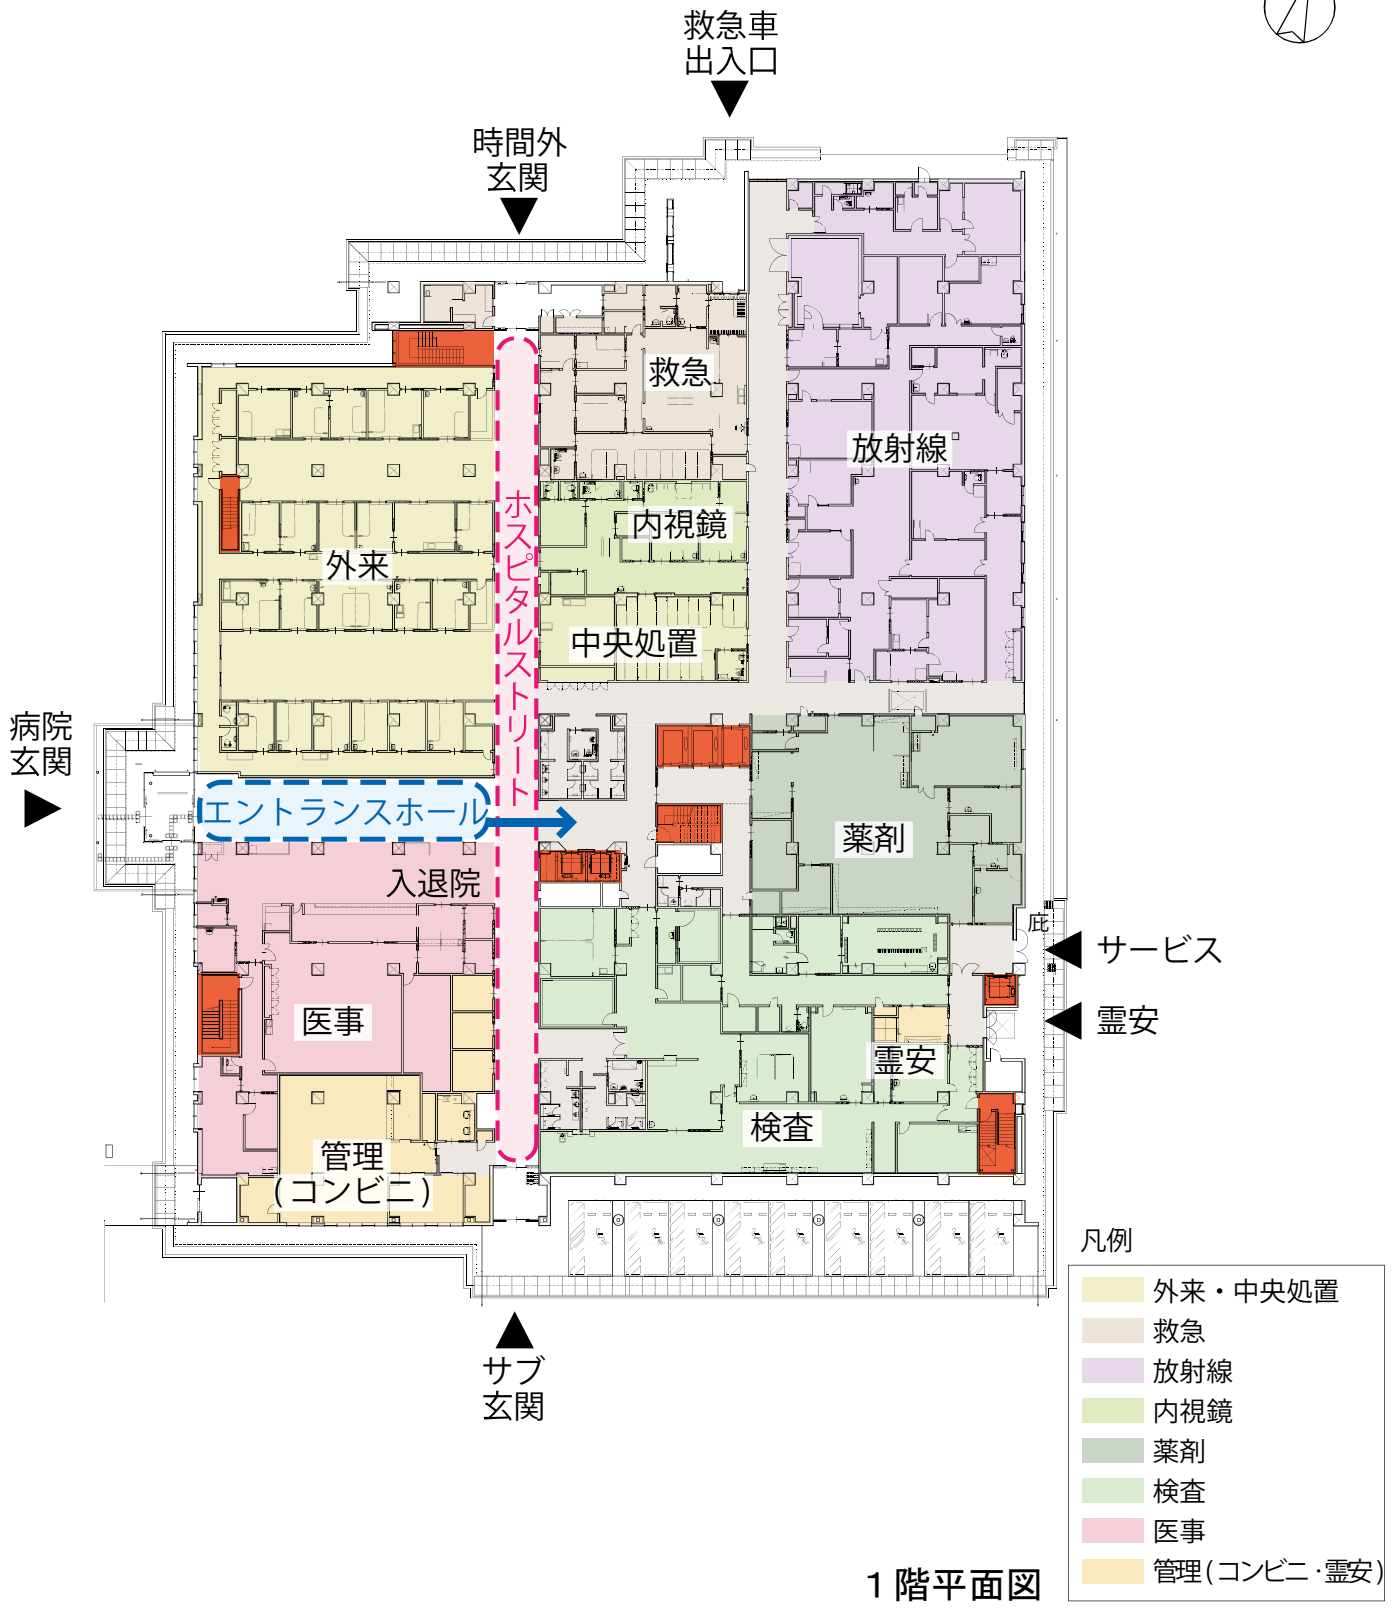 救急車
出入口
時間外
玄関
救急
放射線
内視鏡
外来
中央処置
ホスピタルストリート
病院
玄関
エントランスホール
薬剤
入退院
庇
サービス
医事
霊安
霊安
検査
管理
(コンビニ)
サブ
玄関
凡例
外来・中央処置
救急
放射線
内視鏡
薬剤
検査
医事
管理(コンビニ・霊安)
1階平面図